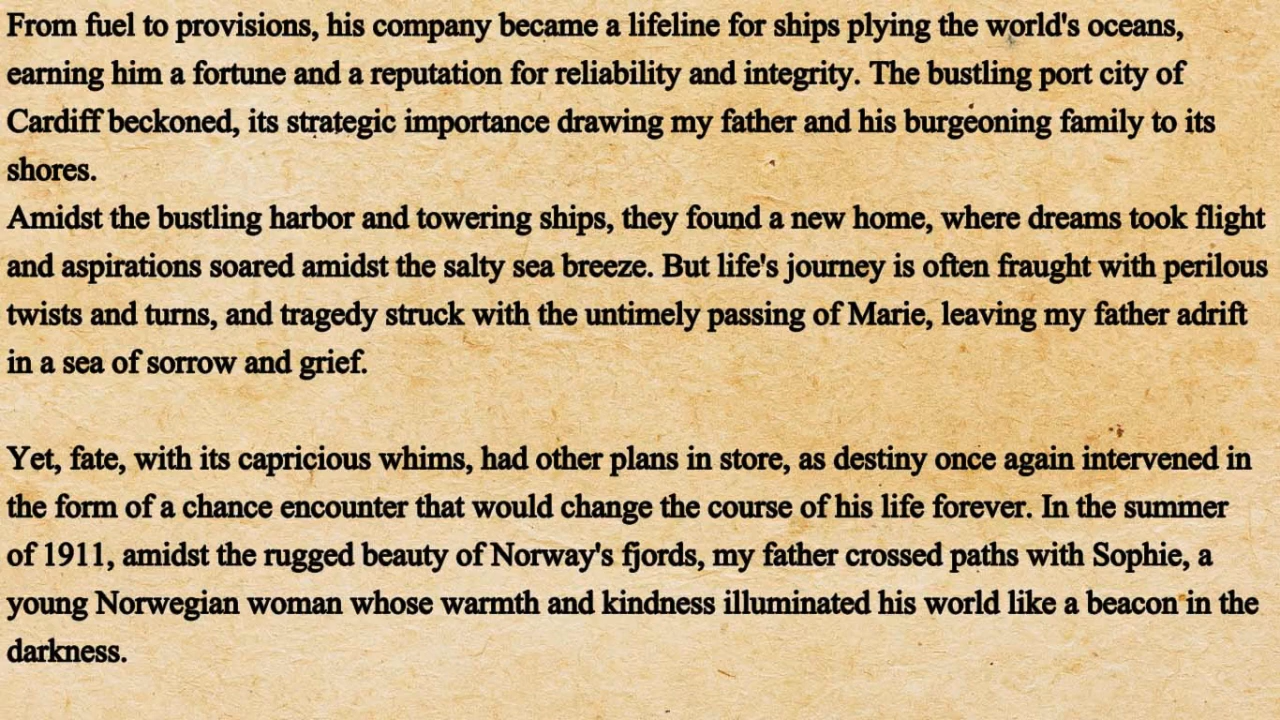 From fuel to provisions, his company became a lifeline for ships plying the world's oceans,
earning him a fortune and a reputation for reliability and integrity. The bustling port city of
Cardiff beckoned, its strategic importance drawing my father and his burgeoning family to its
shores.
Amidst the bustling harbor and towering ships, they found a new home, where dreams took flight
and aspirations soared amidst the salty sea breeze. But life's journey is often fraught with perilous
twists and turns, and tragedy struck with the untimely passing of Marie, leaving my father adrift
in a sea of sorrow and grief.
Yet, fate, with its capricious whims, had other plans in store, as destiny once again intervened in
the form of a chance encounter that would change the course of his life forever. In the summer
of 1911, amidst the rugged beauty of Norway's fjords, my father crossed paths with Sophie, a
young Norwegian woman whose warmth and kindness illuminated his world like a beacon in the
darkness.